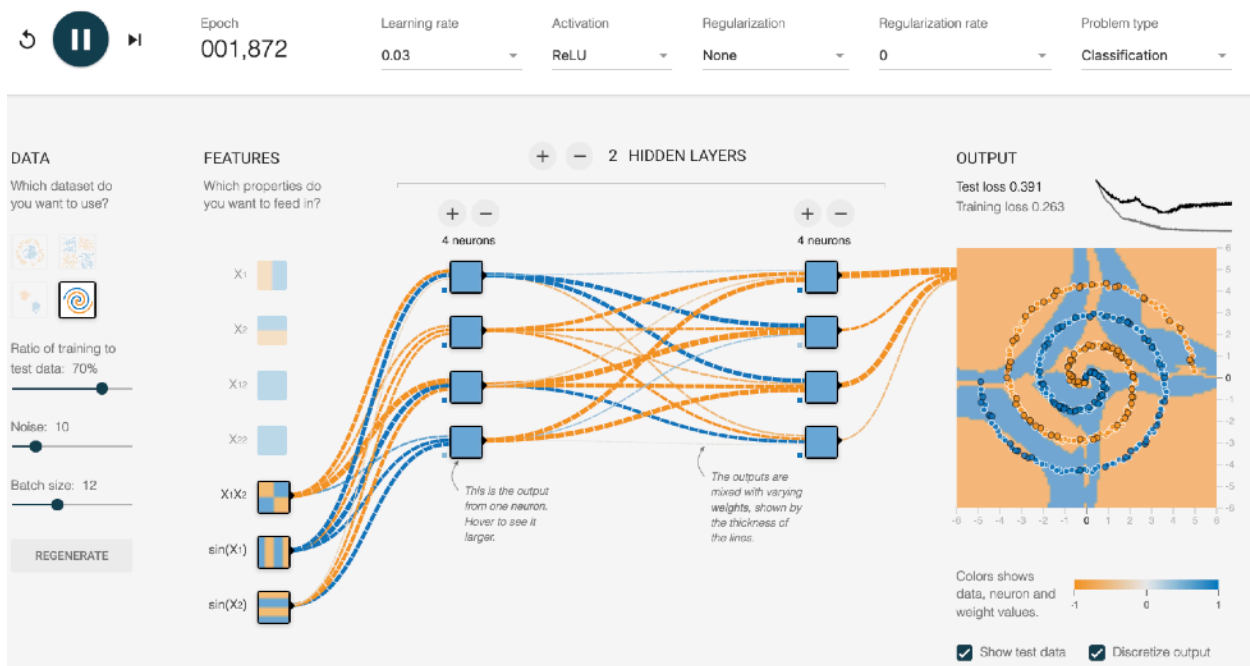 Epoch
001,872
Learning rate
0.03
Activation
ReLU
Regularization
None
Regularization rate
0
Problem type
Classification
DATA
Which dataset do
you want to use?
Ratio of training to
test data: 70%
Noise: 10
Batch size: 12
REGENERATE
FEATURES
Which properties do
you want to feed in?
X1
X2
X12
X22
X1X2
sin(X1)
sin(X2)
+ − 2 HIDDEN LAYERS
+ −
4 neurons
+ −
4 neurons
This is the output
from one neuron.
Hover to see it
larger.
The outputs are
mixed with varying
weights, shown by
the thickness of
the lines.
OUTPUT
Test loss 0.391
Training loss 0.263
6
5
4
3
2
1
0
-1
-2
-3
-4
-5
-6
-6 -5 -4 -3 -2 -1 0 1 2 3 4 5 6
Colors shows
data, neuron and
weight values.
-1 0 1
Show test data
Discretize output